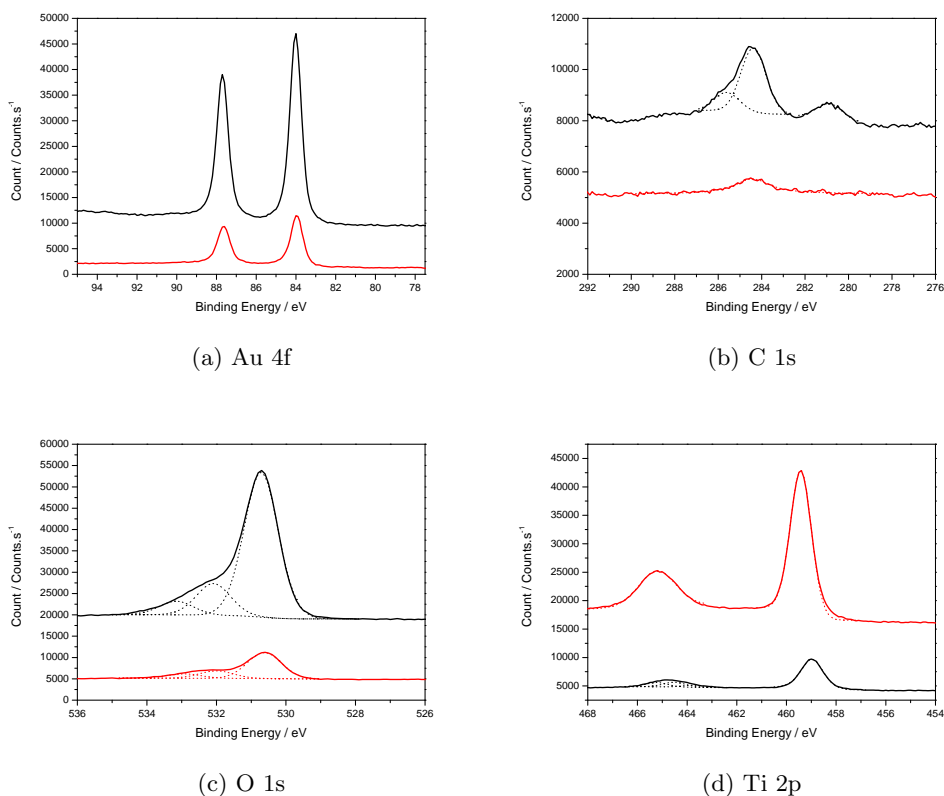 50000
45000
40000
35000
30000
25000
20000
15000
10000
5000
0
94 92 90 88 86 84 82 80 78
Count / Counts.s⁻¹
Binding Energy / eV
(a) Au 4f
12000
10000
8000
6000
4000
2000
292 290 288 286 284 282 280 278 276
Count / Counts.s⁻¹
Binding Energy / eV
(b) C 1s
60000
55000
50000
45000
40000
35000
30000
25000
20000
15000
10000
5000
0
536 534 532 530 528 526
Count / Counts.s⁻¹
Binding Energy / eV
(c) O 1s
45000
40000
35000
30000
25000
20000
15000
10000
5000
468 466 464 462 460 458 456 454
Count / Counts.s⁻¹
Binding Energy / eV
(d) Ti 2p